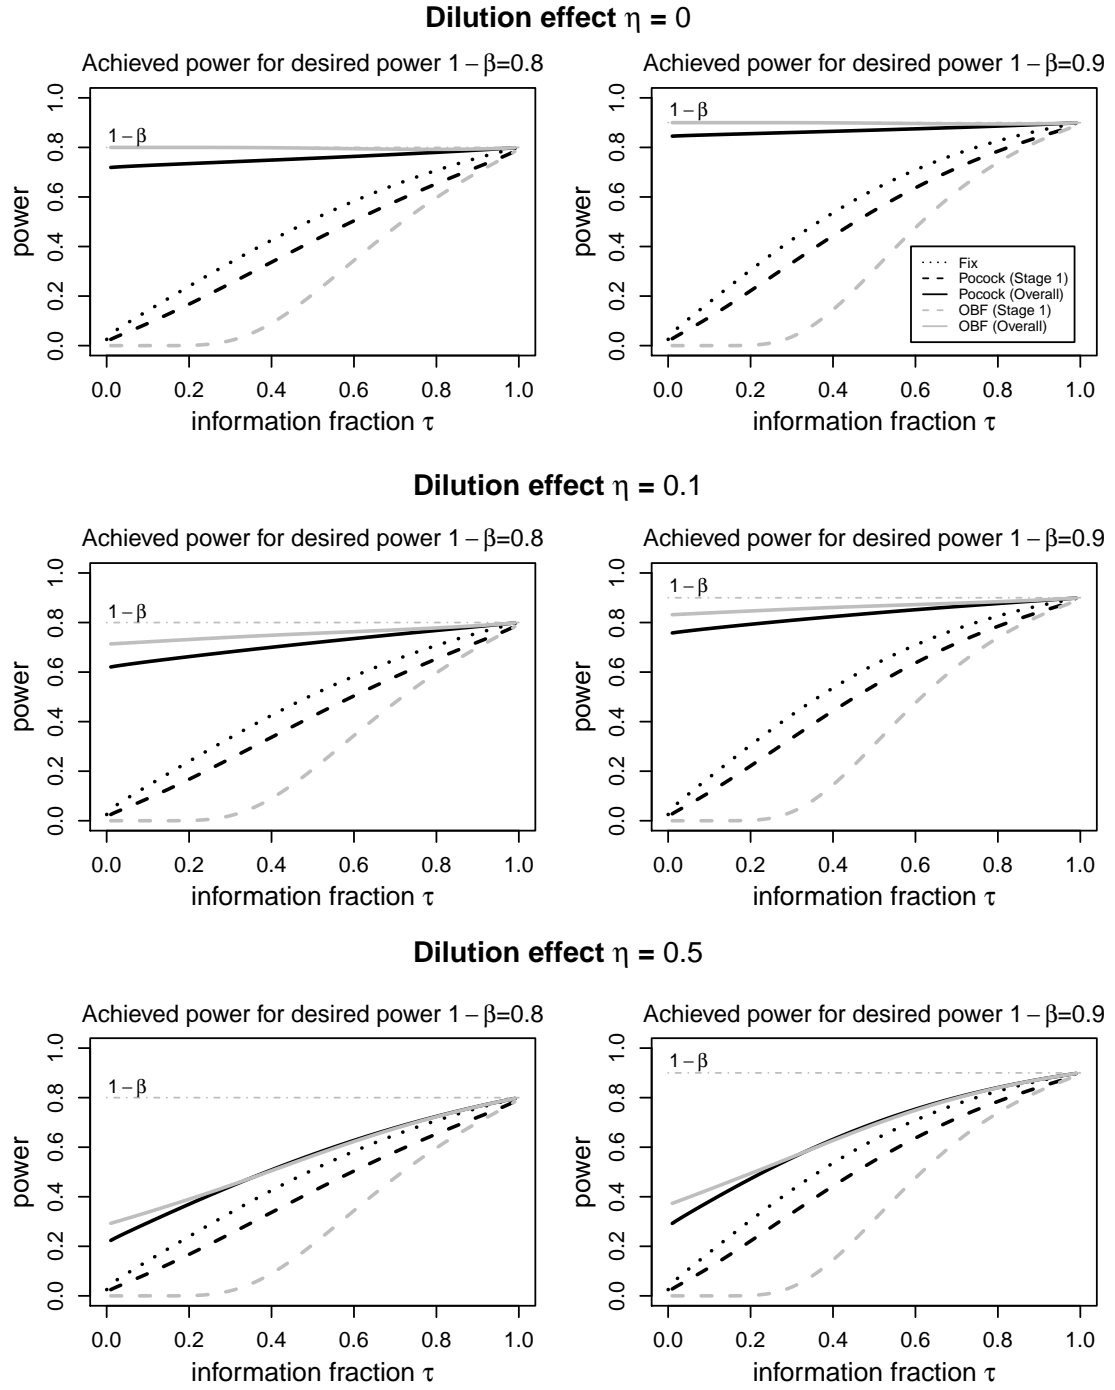 Dilution effect η = 0
Achieved power for desired power 1 − β=0.8
Achieved power for desired power 1 − β=0.9
1 − β
1 − β
power
power
1.0
0.8
0.6
0.4
0.2
0.0
1.0
0.8
0.6
0.4
0.2
0.0
Fix
Pocock (Stage 1)
Pocock (Overall)
OBF (Stage 1)
OBF (Overall)
0.0 0.2 0.4 0.6 0.8 1.0
0.0 0.2 0.4 0.6 0.8 1.0
information fraction τ
information fraction τ
Dilution effect η = 0.1
Achieved power for desired power 1 − β=0.8
Achieved power for desired power 1 − β=0.9
1 − β
1 − β
power
power
1.0
0.8
0.6
0.4
0.2
0.0
1.0
0.8
0.6
0.4
0.2
0.0
0.0 0.2 0.4 0.6 0.8 1.0
0.0 0.2 0.4 0.6 0.8 1.0
information fraction τ
information fraction τ
Dilution effect η = 0.5
Achieved power for desired power 1 − β=0.8
Achieved power for desired power 1 − β=0.9
1 − β
1 − β
power
power
1.0
0.8
0.6
0.4
0.2
0.0
1.0
0.8
0.6
0.4
0.2
0.0
0.0 0.2 0.4 0.6 0.8 1.0
0.0 0.2 0.4 0.6 0.8 1.0
information fraction τ
information fraction τ